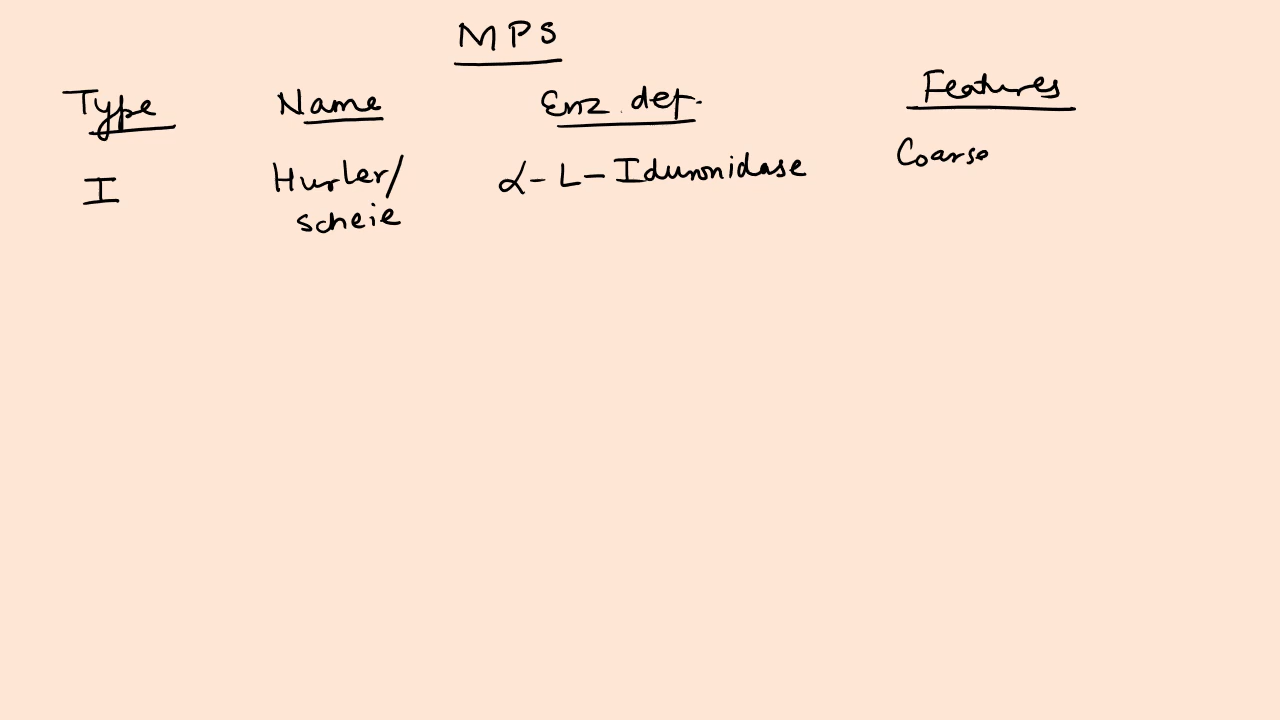 MPS
Type Name Enz. def. Features
I Hurler/ α-L-Iduronidase Coarse
scheie